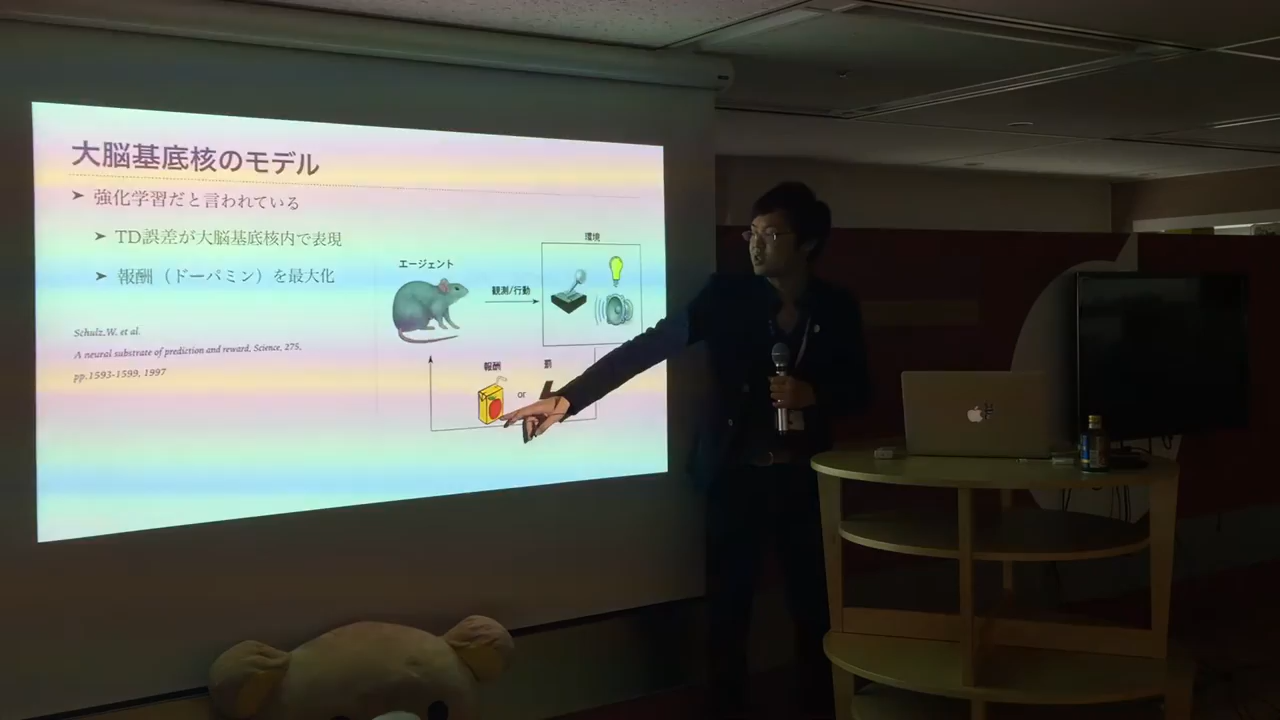 大脳基底核のモデル
➤ 強化学習だと言われている
➤ TD誤差が大脳基底核内で表現
➤ 報酬（ドーパミン）を最大化
Schulz.W. et al.
A neural substrate of prediction and reward, Science, 275,
pp.1593-1599, 1997
環境
エージェント
観測/行動
報酬
罰
or